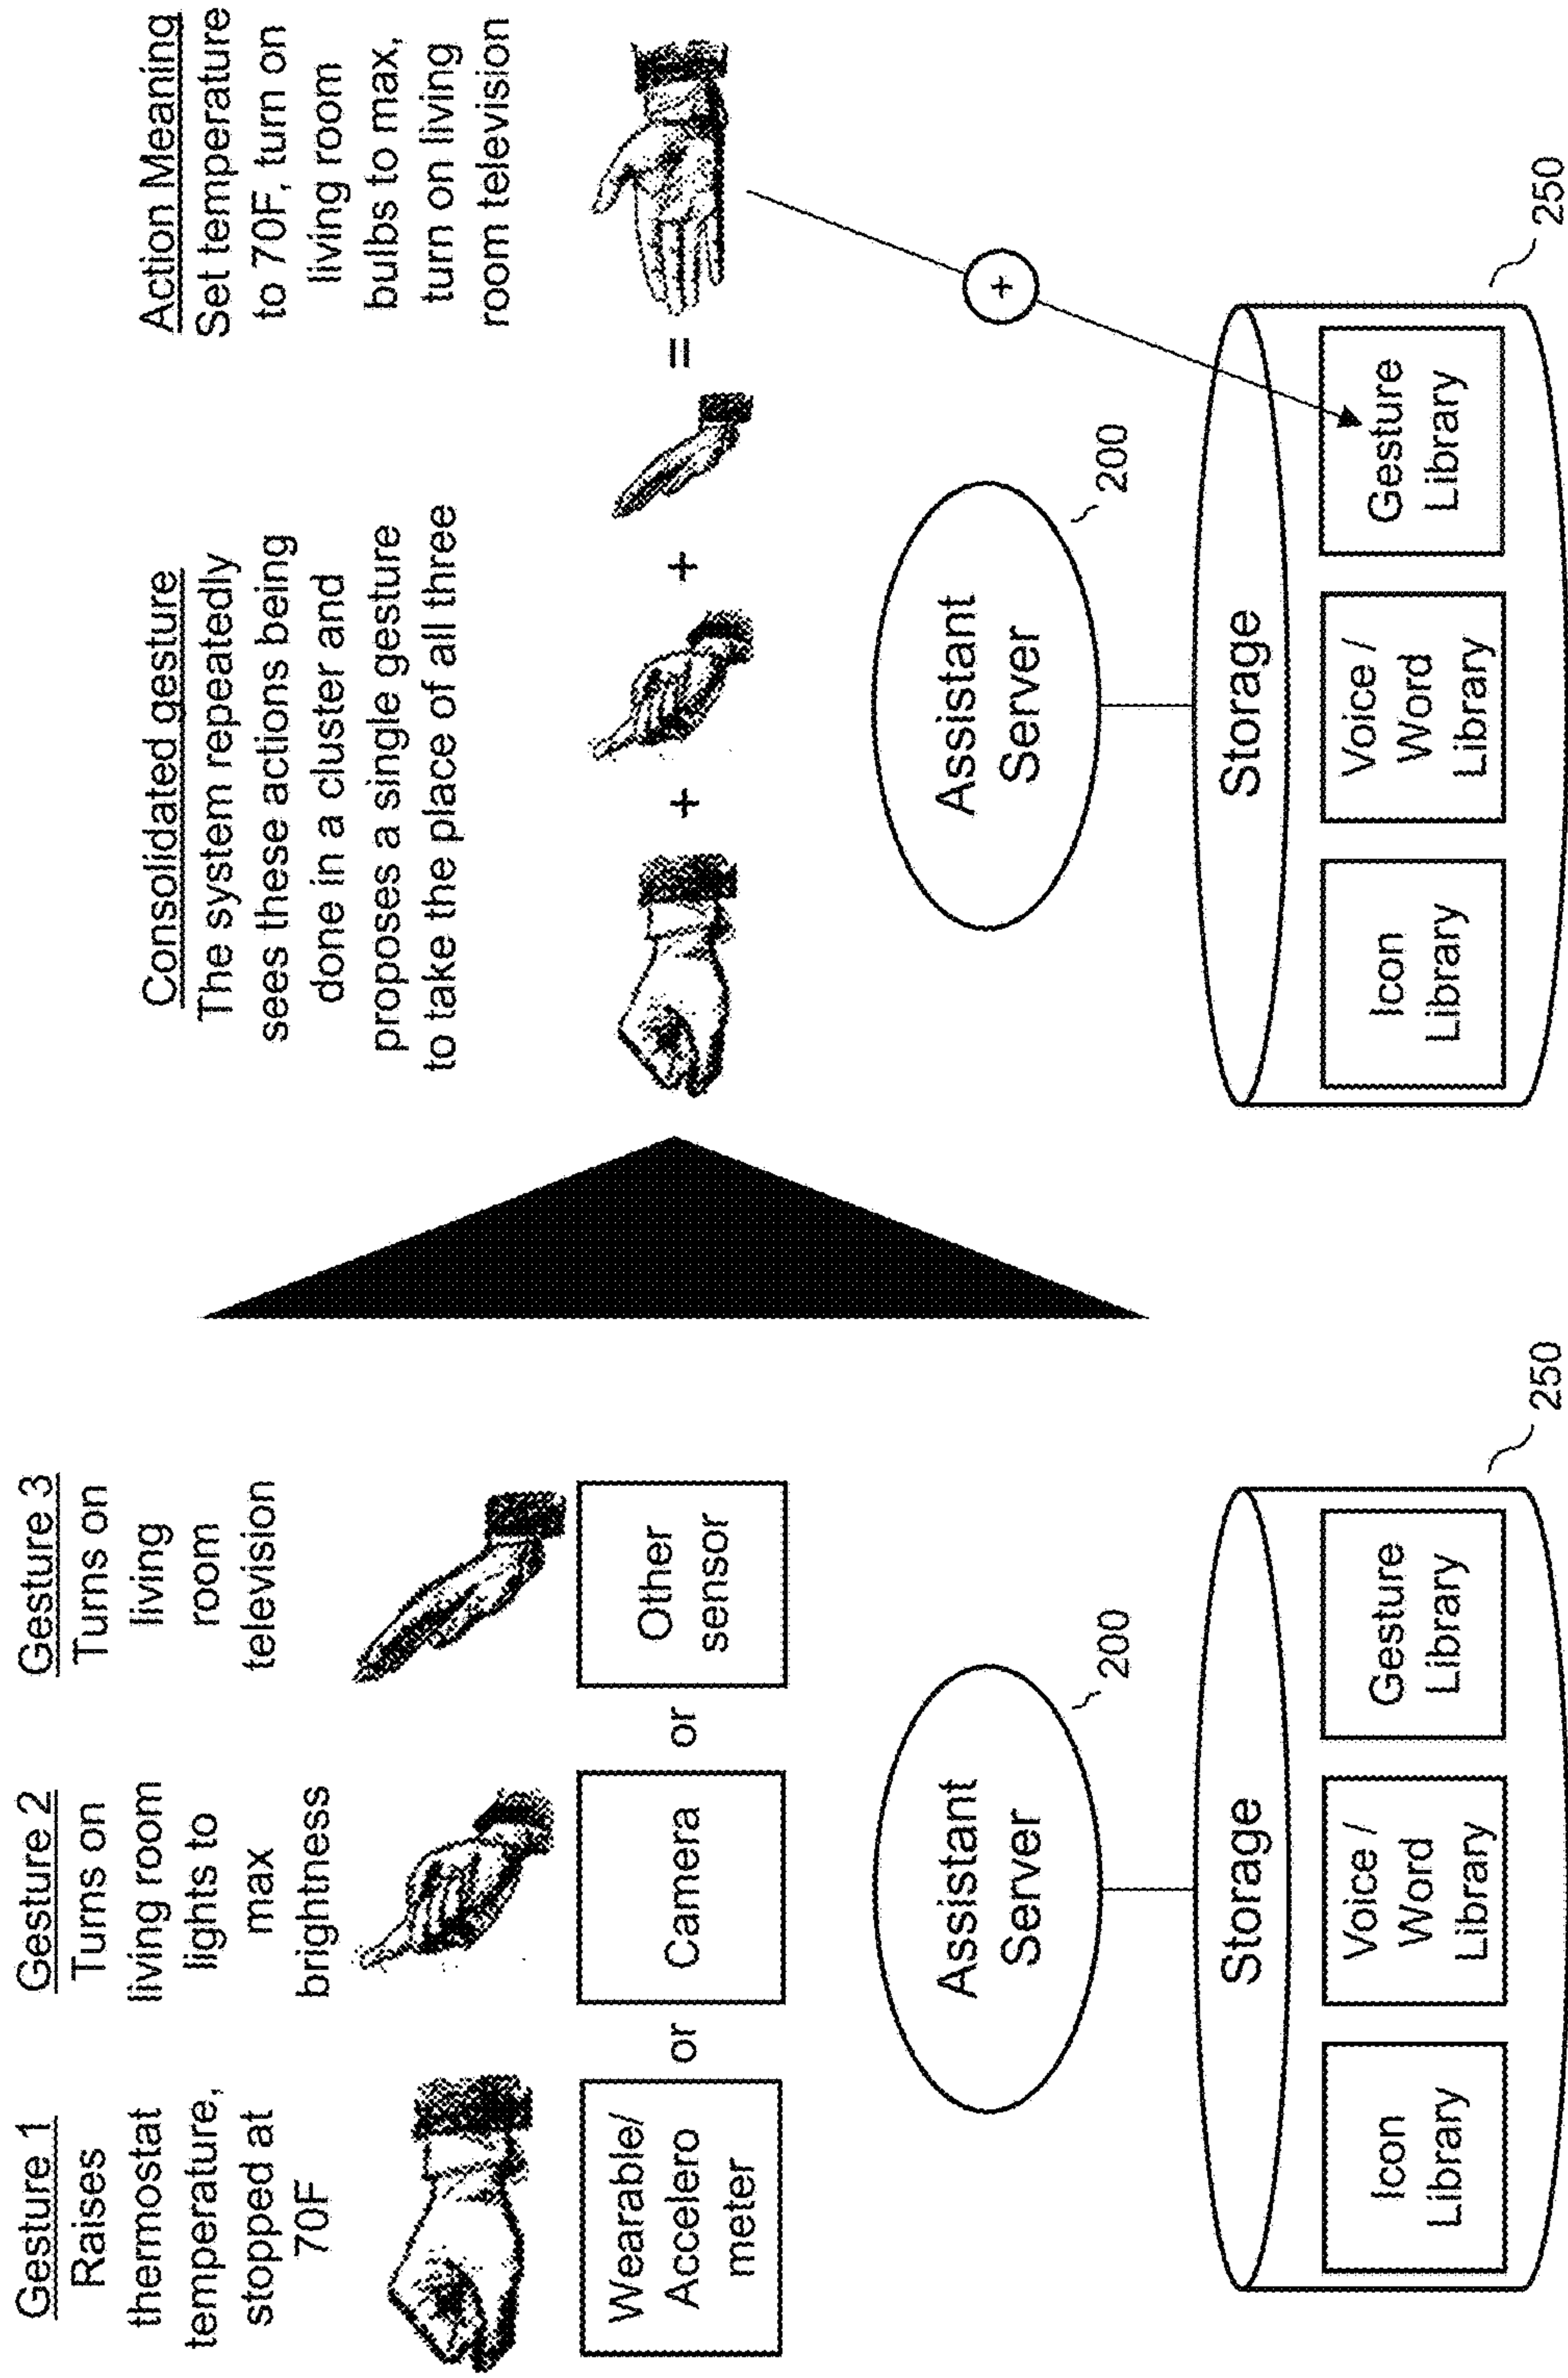 Gesture 1
Raises
thermostat
temperature,
stopped at
70F
Gesture 2
Turns on
living room
lights to
max
brightness
Gesture 3
Turns on
living
room
television
Wearable/
Accelero
meter
or
Camera
or
Other
sensor
Assistant
Server
200
Storage
250
Icon
Library
Voice /
Word
Library
Gesture
Library
Consolidated gesture
The system repeatedly
sees these actions being
done in a cluster and
proposes a single gesture
to take the place of all three
Action Meaning
Set temperature
to 70F, turn on
living room
bulbs to max,
turn on living
room television
+
+
=
+
Assistant
Server
200
Storage
250
Icon
Library
Voice /
Word
Library
Gesture
Library